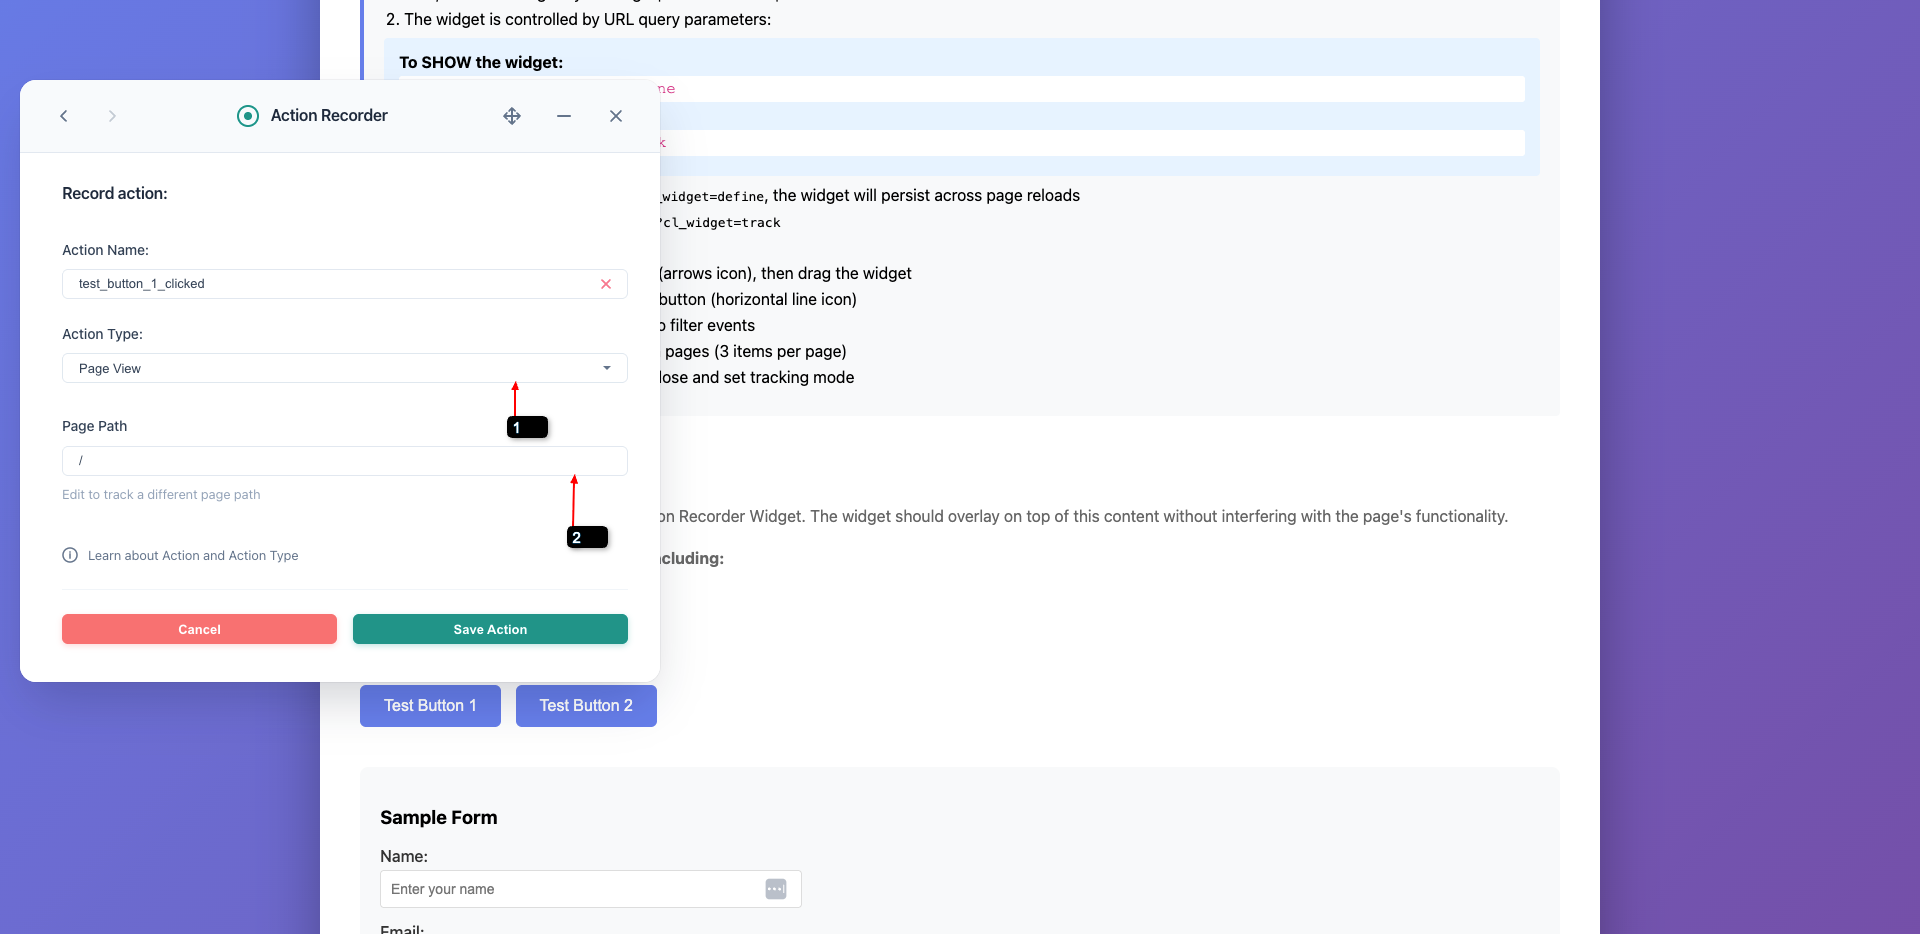 2. The widget is controlled by URL query parameters:
To SHOW the widget:
ne
k
_widget=define, the widget will persist across page reloads
?cl_widget=track
(arrows icon), then drag the widget
button (horizontal line icon)
o filter events
pages (3 items per page)
lose and set tracking mode
on Recorder Widget. The widget should overlay on top of this content without interfering with the page's functionality.
cluding:
Action Recorder
Record action:
Action Name:
test_button_1_clicked
Action Type:
Page View
1
Page Path
/
Edit to track a different page path
2
Learn about Action and Action Type
Cancel
Save Action
Test Button 1
Test Button 2
Sample Form
Name:
Enter your name
Email: